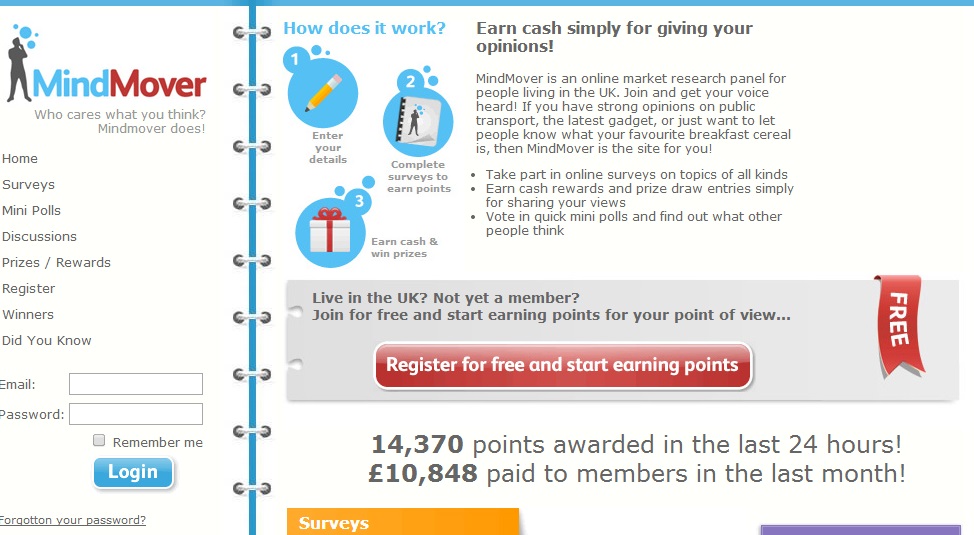 MindMover
Who cares what you think?
Mindmover does!
Home
Surveys
Mini Polls
Discussions
Prizes / Rewards
Register
Winners
Did You Know
Email:
Password:
Remember me
Login
Forgotton your password?
How does it work?
1
Enter
your
details
2
Complete
surveys to
earn points
3
Earn cash &
win prizes
Earn cash simply for giving your
opinions!
MindMover is an online market research panel for
people living in the UK. Join and get your voice
heard! If you have strong opinions on public
transport, the latest gadget, or just want to let
people know what your favourite breakfast cereal
is, then MindMover is the site for you!
• Take part in online surveys on topics of all kinds
• Earn cash rewards and prize draw entries simply
for sharing your views
• Vote in quick mini polls and find out what other
people think
Live in the UK? Not yet a member?
Join for free and start earning points for your point of view...
Register for free and start earning points
FREE
14,370 points awarded in the last 24 hours!
£10,848 paid to members in the last month!
Surveys